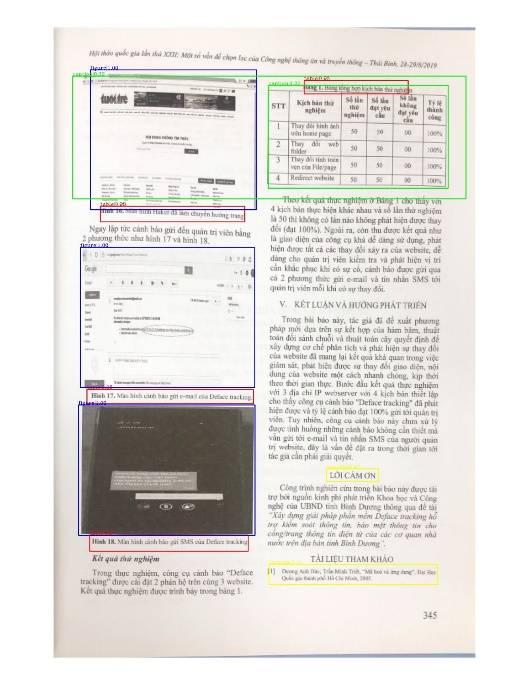 Hội thảo quốc gia lần thứ XXII: Một số vấn đề chọn lọc của Công nghệ thông tin và truyền thông – Thái Bình, 28-29/6/2019
figure1.00
tuổi trẻ
Hình 16. Màn hình Haker đã làm chuyển hướng trang
Ngay lập tức cảnh báo gửi đến quản trị viên bằng
2 phương thức như hình 17 và hình 18.
Google
Hình 17. Màn hình cảnh báo gửi e-mail của Deface tracking
Hình 18. Màn hình cảnh báo gửi SMS của Deface tracking
Kết quả thử nghiệm
Trong thực nghiệm, công cụ cảnh báo "Deface
tracking" được cài đặt 2 phân hệ trên cùng 3 website.
Kết quả thực nghiệm được trình bày trong bảng 1.
Bảng 1. Bảng tổng hợp kịch bản thử nghiệm
STT Kịch bản thử nghiệm Số lần thử nghiệm Số lần đạt yêu cầu Số lần không đạt yêu cầu Tỷ lệ thành công
1 Thay đổi hình ảnh trên home page 50 50 00 100%
2 Thay đổi web folder 50 50 00 100%
3 Thay đổi tính toàn vẹn của File/page 50 50 00 100%
4 Redirect website 50 50 00 100%
Theo kết quả thực nghiệm ở Bảng 1 cho thấy với
4 kịch bản thực hiện khác nhau và số lần thử nghiệm
là 50 thì không có lần nào không phát hiện được thay
đổi (đạt 100%). Ngoài ra, còn thu được kết quả như
là giao diện của công cụ khá dễ dàng sử dụng, phát
hiện được tất cả các thay đổi xảy ra của website, dễ
dàng cho quản trị viên kiểm tra và phát hiện vị trí
cần khắc phục khi có sự cố, cảnh báo được gửi qua
cả 2 phương thức gửi e-mail và tin nhắn SMS tới
quản trị viên mỗi khi có sự thay đổi.
V. KẾT LUẬN VÀ HƯỚNG PHÁT TRIỂN
Trong bài báo này, tác giả đã đề xuất phương
pháp mới dựa trên sự kết hợp của hàm băm, thuật
toán đối sánh chuỗi và thuật toán cây quyết định để
xây dựng cơ chế phân tích và phát hiện sự thay đổi
của website đã mang lại kết quả khả quan trong việc
giám sát, phát hiện được sự thay đổi giao diện, nội
dung của website một cách nhanh chóng, kịp thời
theo thời gian thực. Bước đầu kết quả thực nghiệm
với 3 địa chỉ IP webserver với 4 kịch bản thiết lập
cho thấy công cụ cảnh báo "Deface tracking" đã phát
hiện được và tỷ lệ cảnh báo đạt 100% gửi tới quản trị
viên. Tuy nhiên, công cụ cảnh báo này chưa xử lý
được tình huống những cảnh báo không cần thiết mà
vẫn gửi tới e-mail và tin nhắn SMS của người quản
trị website, đây là vấn đề đặt ra trong thời gian tới
tác giả cần phải giải quyết.
LỜI CẢM ƠN
Công trình nghiên cứu trong bài báo này được tài
trợ bởi nguồn kinh phí phát triển Khoa học và Công
nghệ của UBND tỉnh Bình Dương thông qua đề tài
"Xây dựng giải pháp phần mềm Deface tracking hỗ
trợ kiểm soát thông tin, bảo mật thông tin cho
cổng/trang thông tin điện tử của các cơ quan nhà
nước trên địa bàn tỉnh Bình Dương".
TÀI LIỆU THAM KHẢO
[1] Dương Anh Đức, Trần Minh Triết, "Mã hóa và ứng dụng", Đại Học
Quốc gia thành phố Hồ Chí Minh, 2005.
345